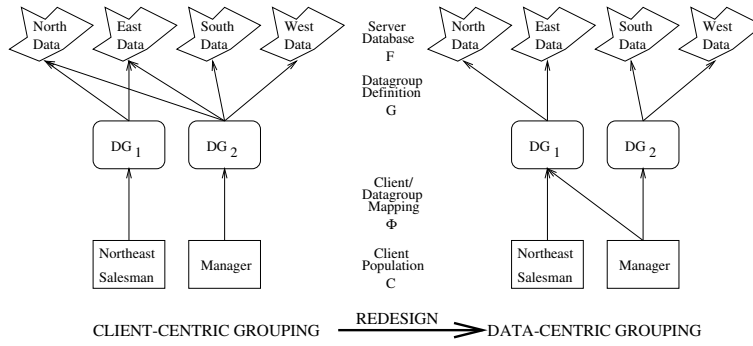 North
Data
East
Data
South
Data
West
Data
DG 1
DG 2
Northeast
Salesman
Manager
Server
Database
F
Datagroup
Definition
G
Client/
Datagroup
Mapping
Φ
Client
Population
C
North
Data
East
Data
South
Data
West
Data
DG 1
DG 2
Northeast
Salesman
Manager
CLIENT-CENTRIC GROUPING
REDESIGN
DATA-CENTRIC GROUPING